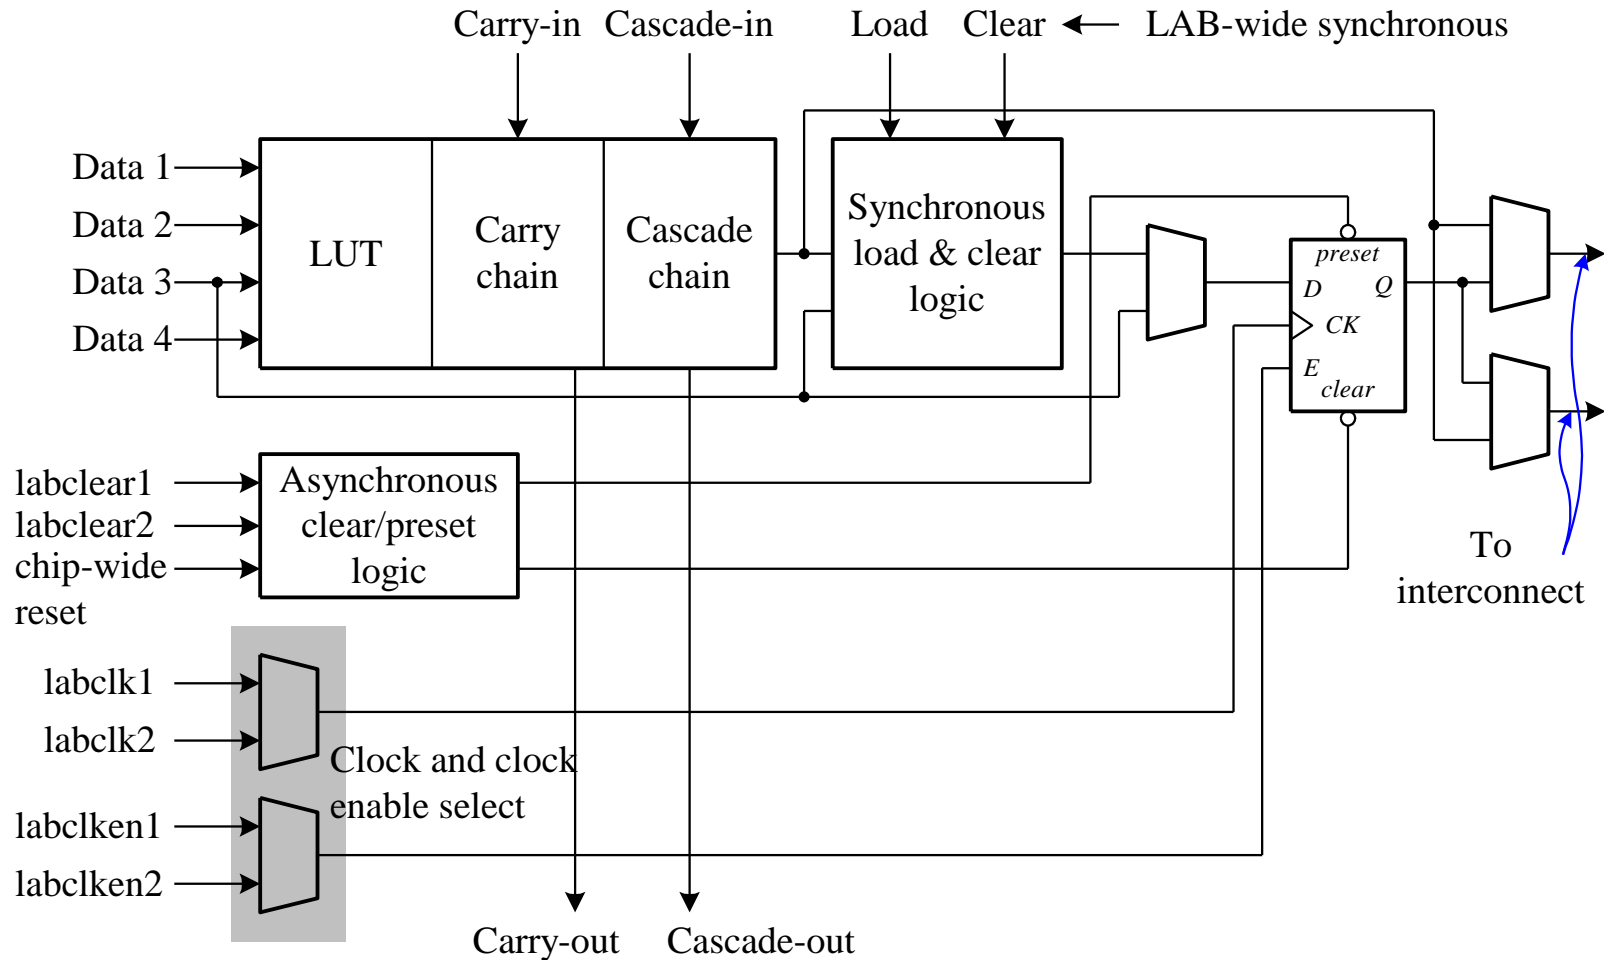 Carry-in Cascade-in Load Clear LAB-wide synchronous
Data 1
Data 2
Data 3
Data 4
LUT
Carry
chain
Cascade
chain
Synchronous
load & clear
logic
preset
D Q
CK
E
clear
labclear1
labclear2
chip-wide
reset
Asynchronous
clear/preset
logic
To
interconnect
labclk1
labclk2
Clock and clock
enable select
labclken1
labclken2
Carry-out Cascade-out